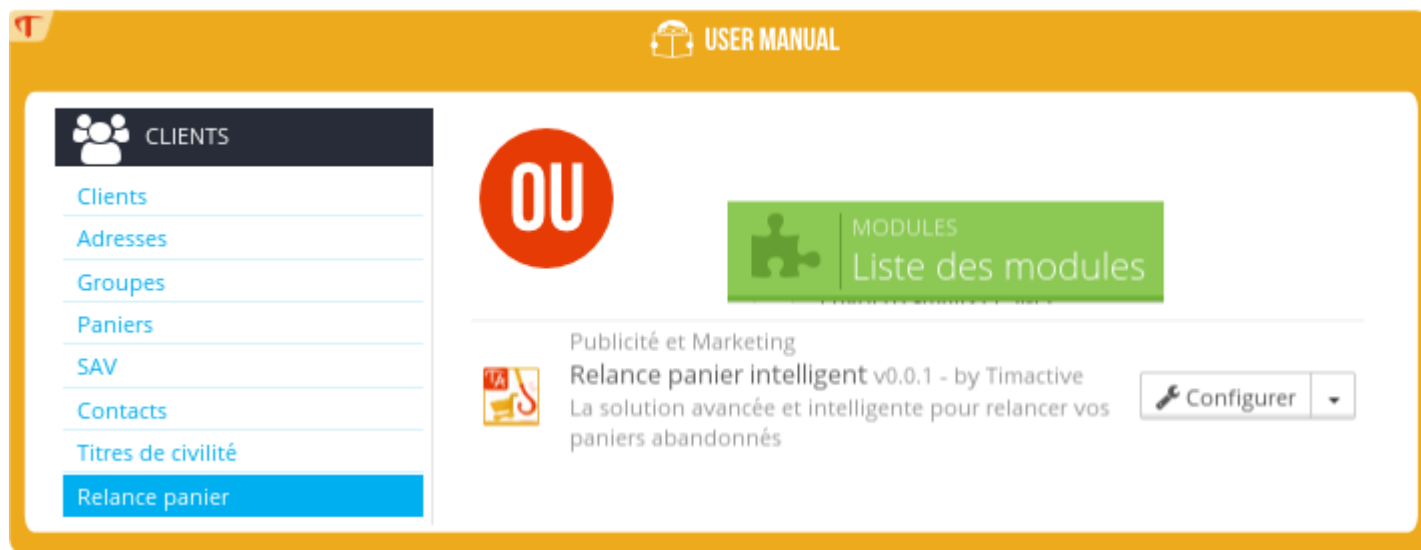 USER MANUAL
CLIENTS
Clients
Adresses
Groupes
Paniers
SAV
Contacts
Titres de civilité
Relance panier
OU
MODULES
Liste des modules
Publicité et Marketing
TA
Relance panier intelligent v0.0.1 - by Timactive
La solution avancée et intelligente pour relancer vos
paniers abandonnés
Configurer